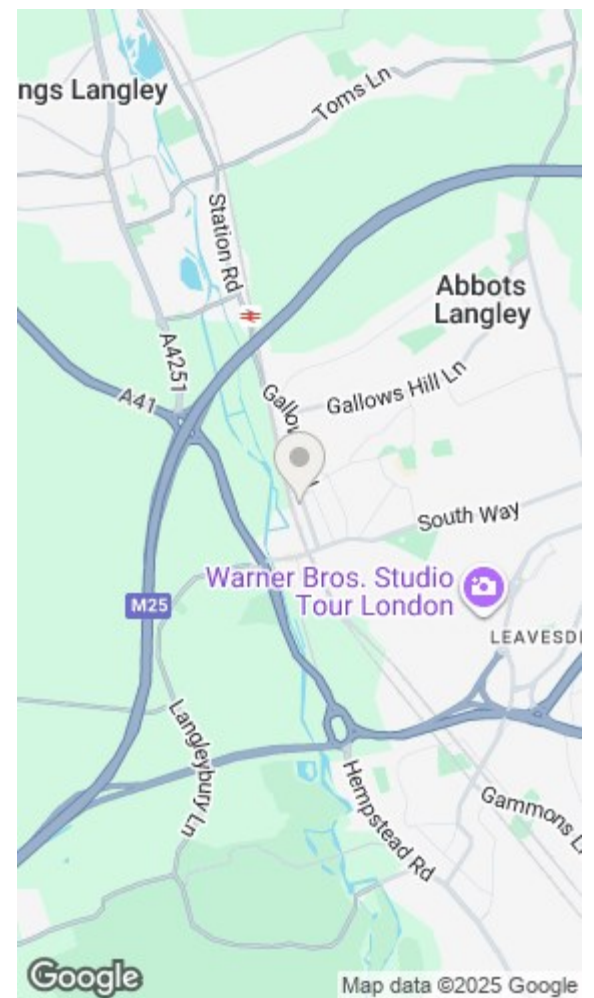 ngs Langley
Toms Ln
Station Rd
Abbots
Langley
A4251
A41
Gallows Hill Ln
Gallow
South Way
Warner Bros. Studio
Tour London
M25
LEAVESD
Langleybury Ln
Hempstead Rd
Gammons L
Google
Map data ©2025 Google